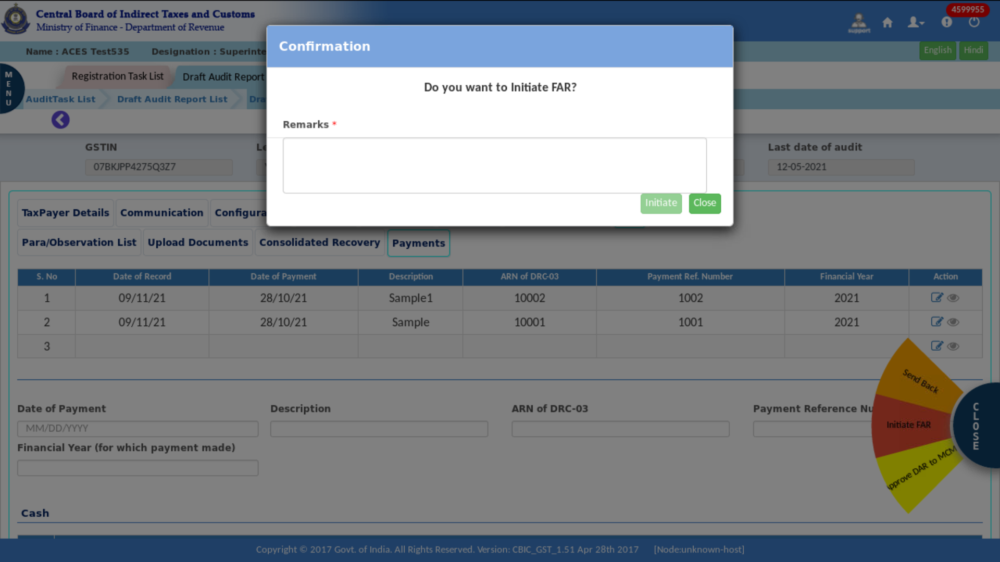 Central Board of Indirect Taxes and Customs
Ministry of Finance - Department of Revenue
4599955
support
Name : ACES Test535 Designation : Superinte
English Hindi
MENU
Registration Task List Draft Audit Report
AuditTask List Draft Audit Report List Dra
Confirmation
Do you want to Initiate FAR?
Remarks *
Initiate Close
GSTIN Le Last date of audit
07BKJPP4275Q3Z7 12-05-2021
TaxPayer Details Communication Configura
Para/Observation List Upload Documents Consolidated Recovery Payments
S. No Date of Record Date of Payment Description ARN of DRC-03 Payment Ref. Number Financial Year Action
1 09/11/21 28/10/21 Sample1 10002 1002 2021
2 09/11/21 28/10/21 Sample 10001 1001 2021
3
Send Back
Initiate FAR
pprove DAR to MCM
CLOSE
Date of Payment Description ARN of DRC-03 Payment Reference Nu
MM/DD/YYYY
Financial Year (for which payment made)
Cash
Copyright © 2017 Govt. of India. All Rights Reserved. Version: CBIC_GST_1.51 Apr 28th 2017 [Node:unknown-host]